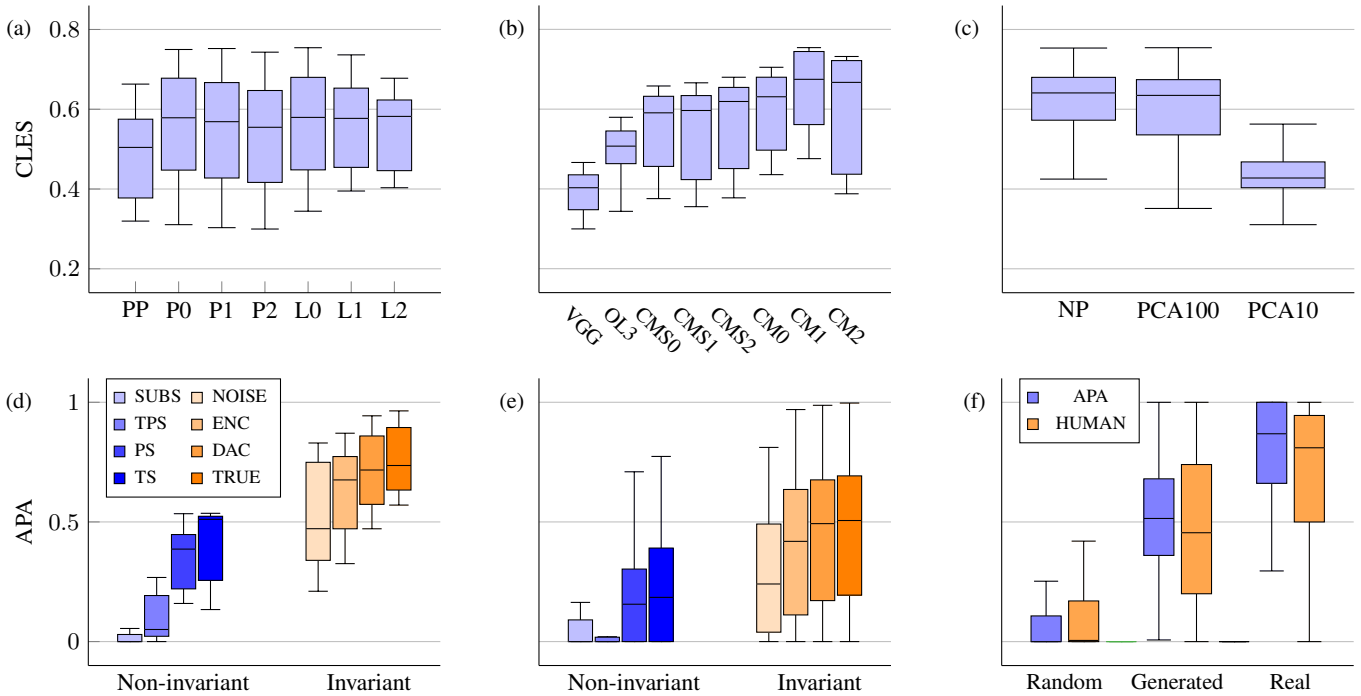 (a)
CLES
0.8
0.6
0.4
0.2
PP P0 P1 P2 L0 L1 L2
(b)
VGG
OL3
CMS0
CMS1
CMS2
CM0
CM1
CM2
(c)
NP PCA100 PCA10
(d)
APA
1
0.5
0
SUBS NOISE
TPS ENC
PS DAC
TS TRUE
Non-invariant Invariant
(e)
Non-invariant Invariant
(f)
APA
HUMAN
Random Generated Real